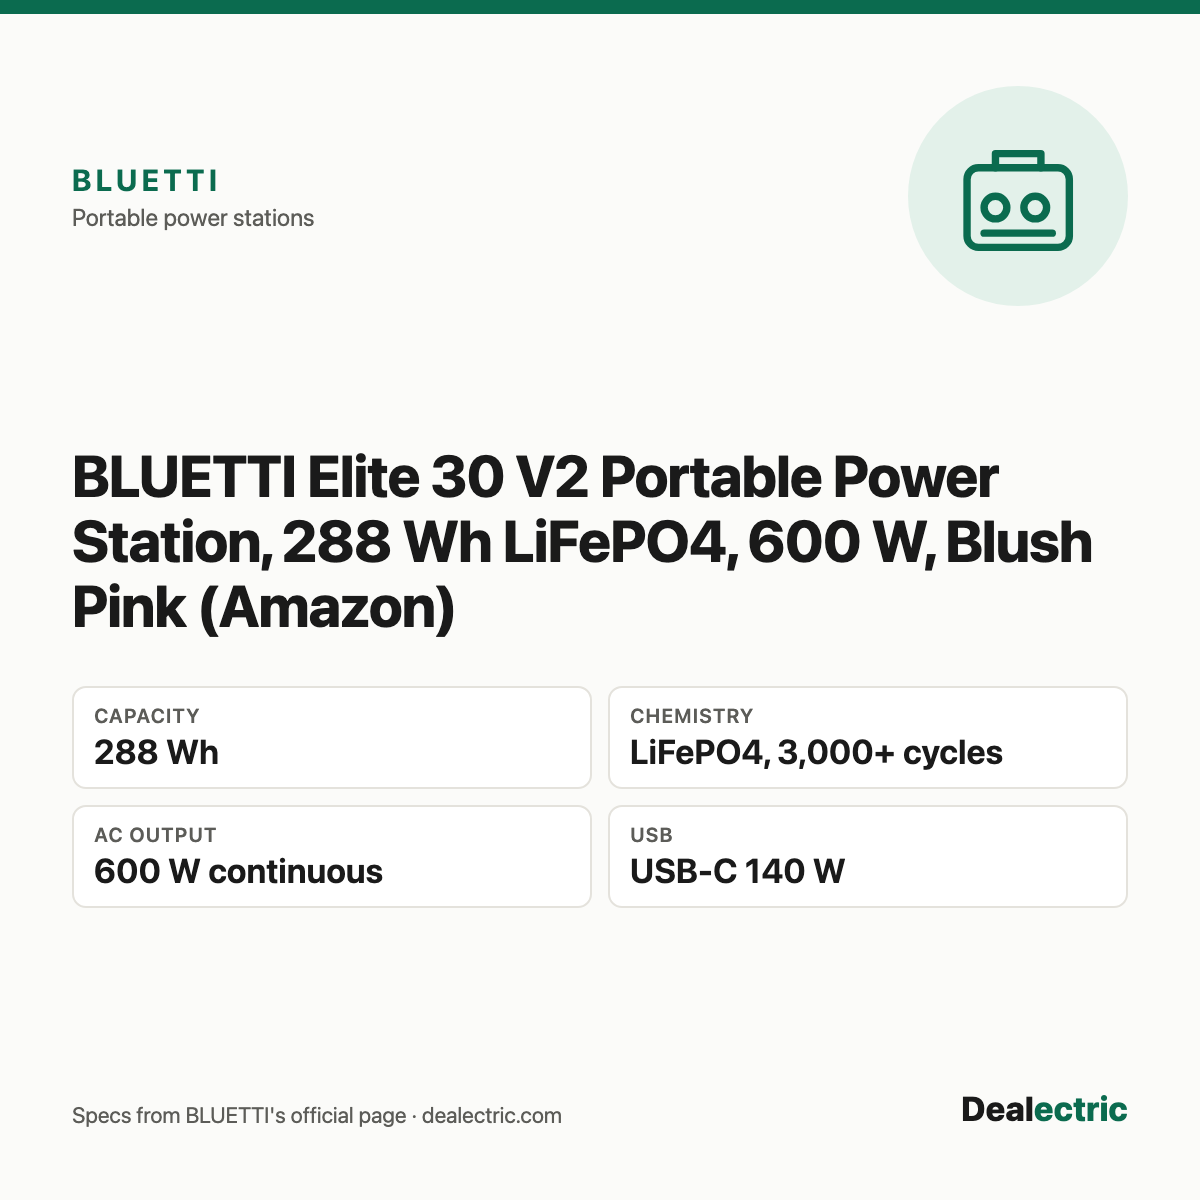 BLUETTI
Portable power stations
BLUETTI Elite 30 V2 Portable Power
Station, 288 Wh LiFePO4, 600 W, Blush
Pink (Amazon)
CAPACITY
288 Wh
CHEMISTRY
LiFePO4, 3,000+ cycles
AC OUTPUT
600 W continuous
USB
USB-C 140 W
Specs from BLUETTI's official page · dealectric.com
Dealectric